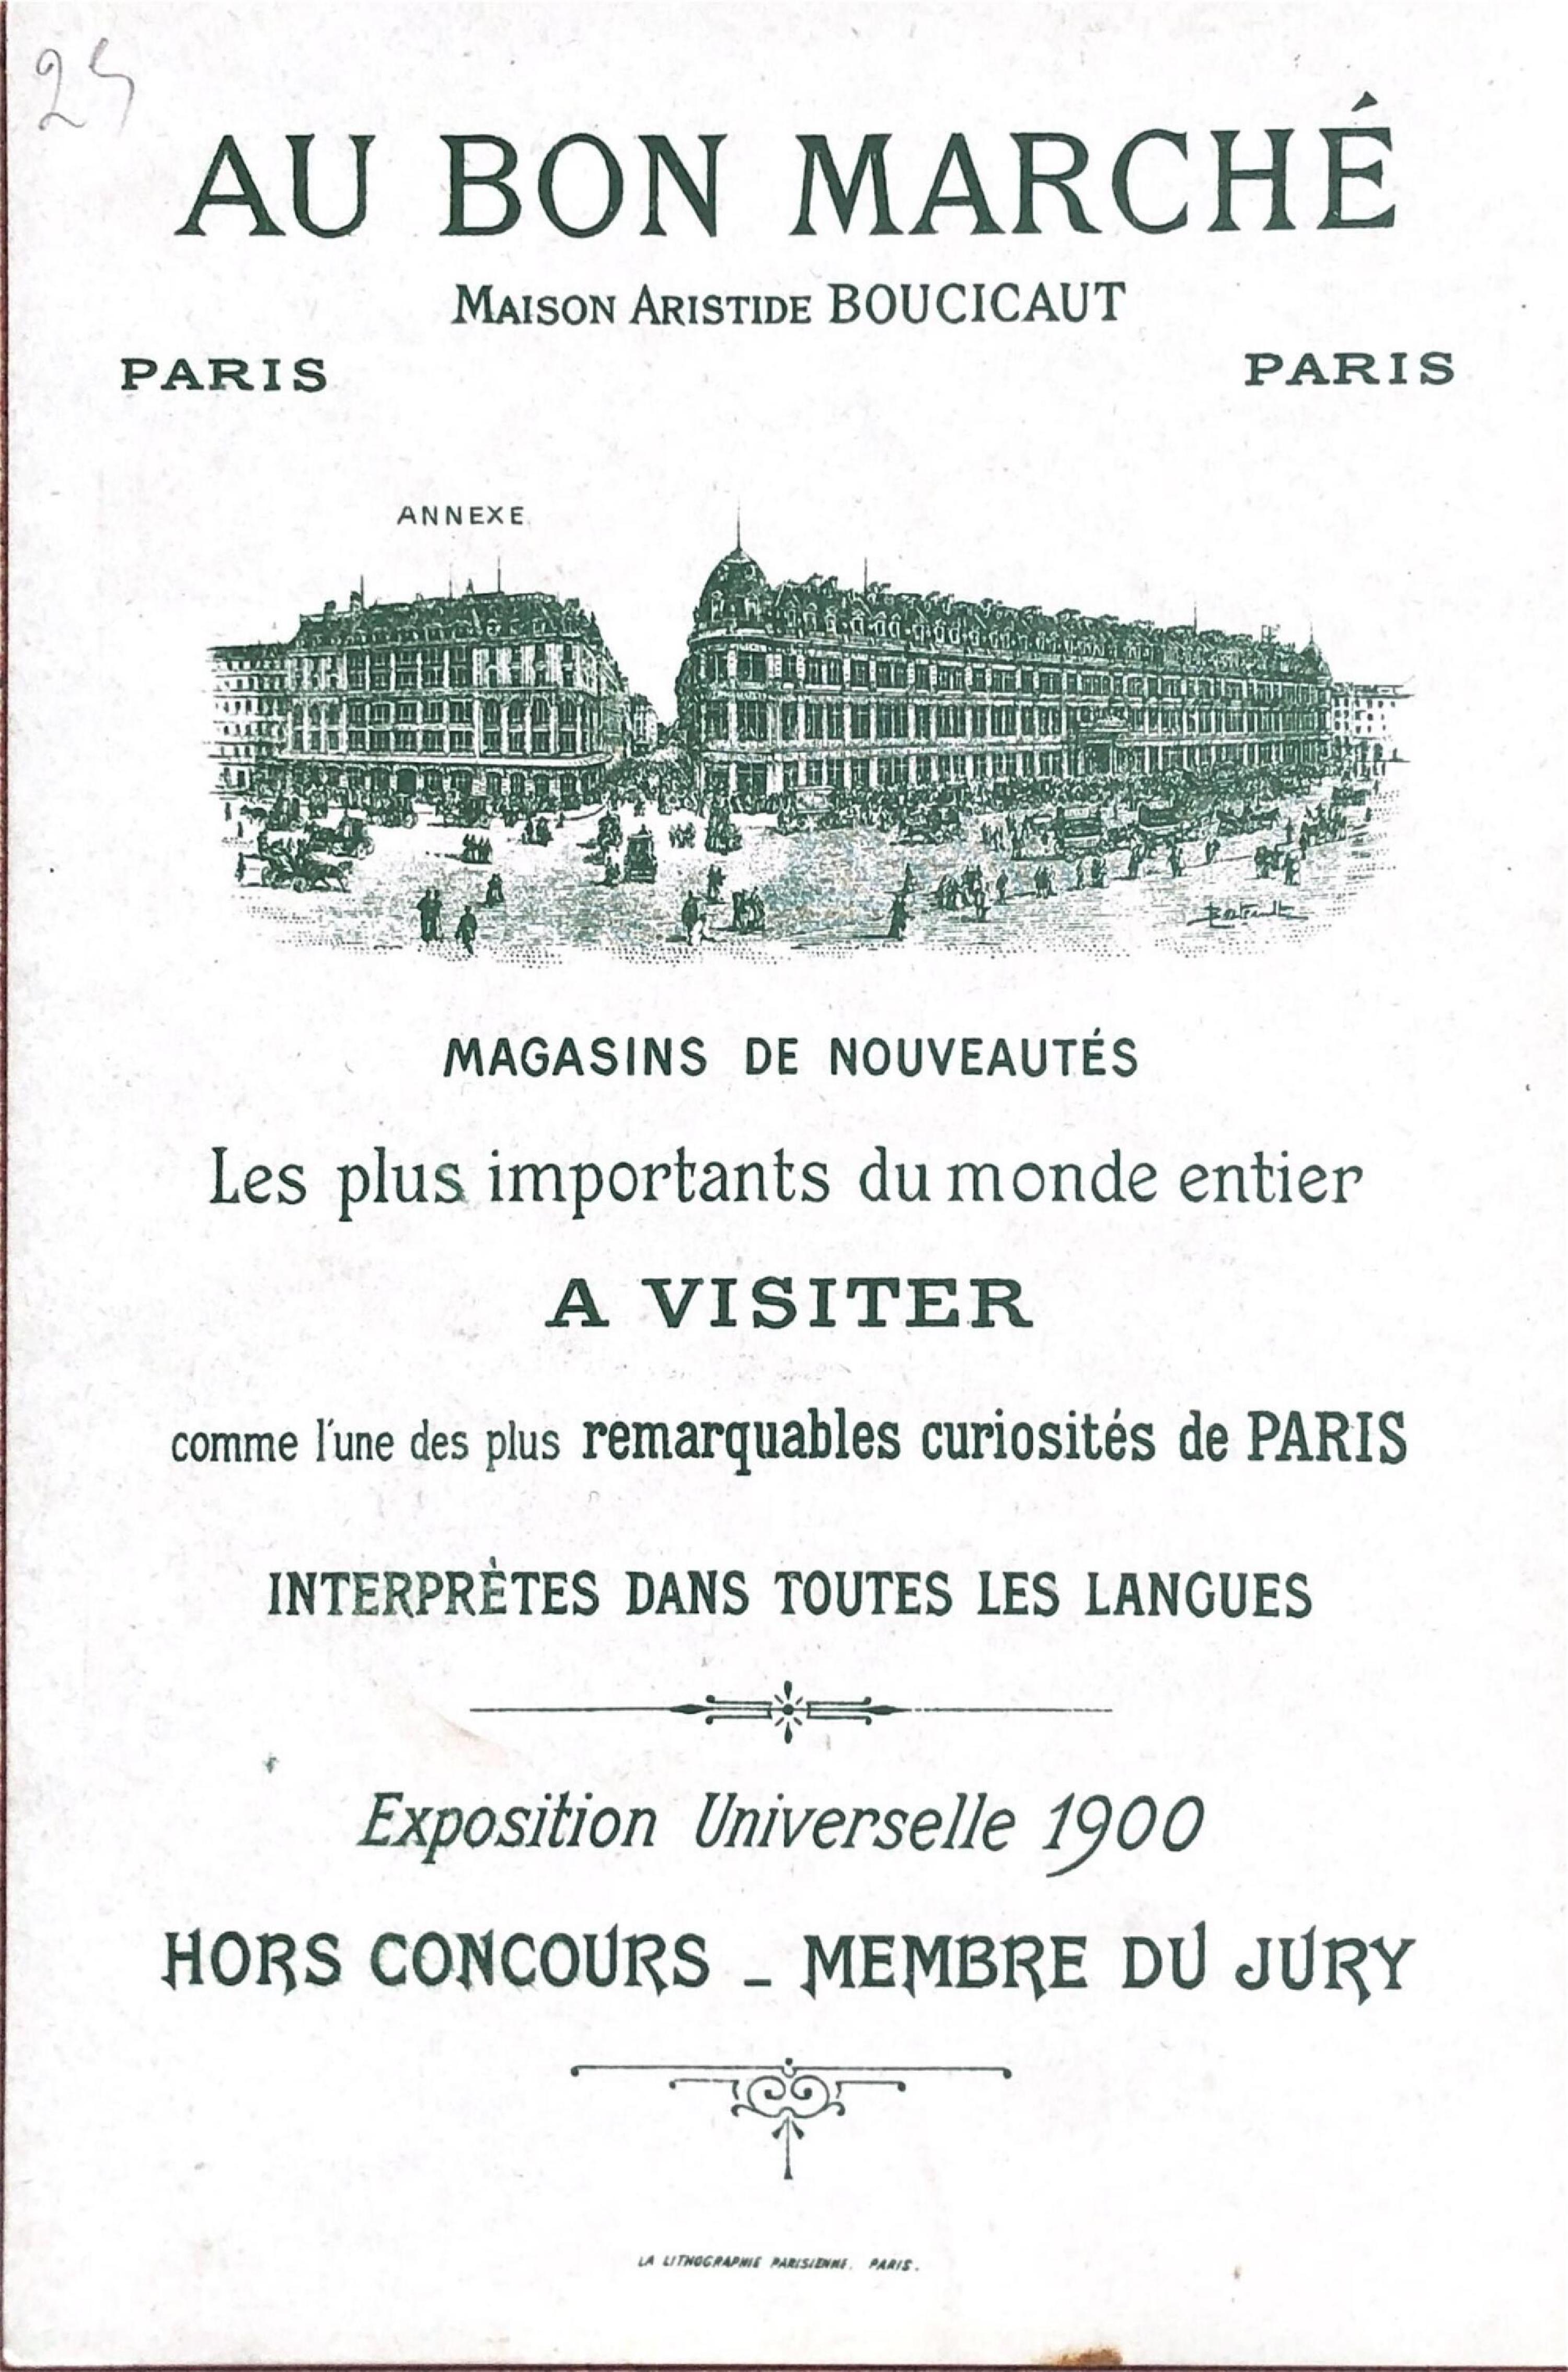 AU BON MARCHÉ
MAISON ARISTIDE BOUCICAUT
PARIS PARIS
ANNEXE
MAGASINS DE NOUVEAUTÉS
Les plus importants du monde entier
A VISITER
comme l'une des plus remarquables curiosités de PARIS
INTERPRÈTES DANS TOUTES LES LANGUES
Exposition Universelle 1900
HORS CONCOURS _ MEMBRE DU JURY
LA LITHOGRAPHIE PARISIENNE. PARIS.